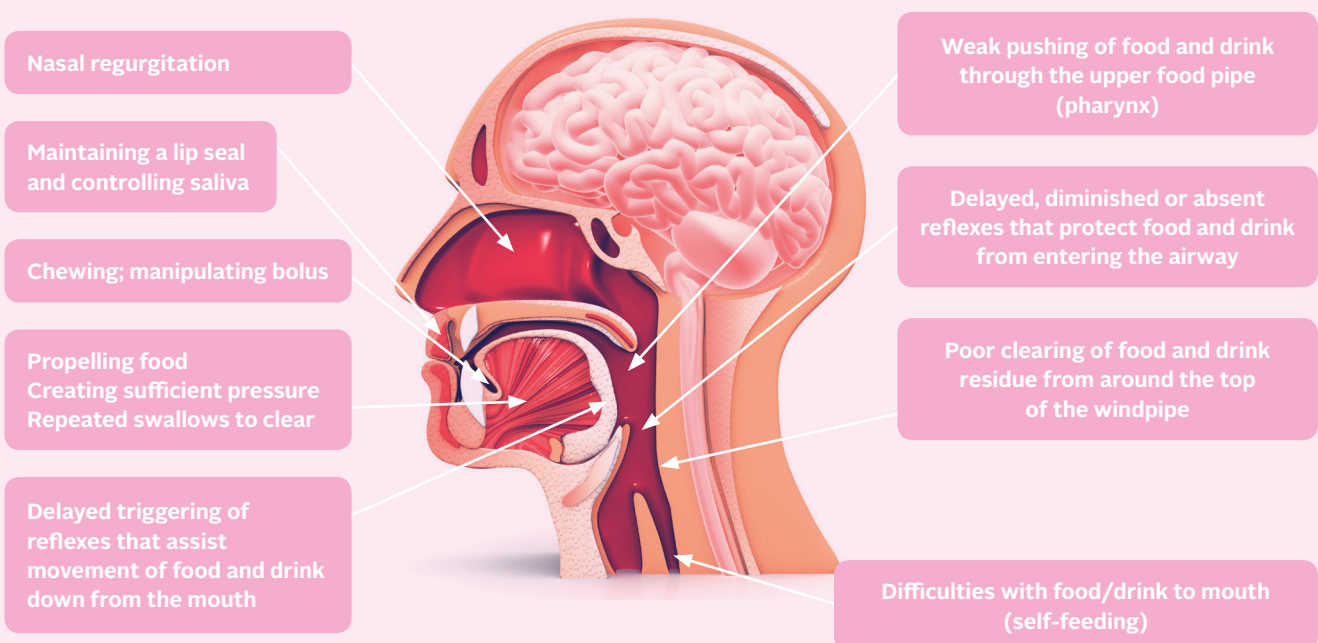 Nasal regurgitation
Maintaining a lip seal
and controlling saliva
Chewing; manipulating bolus
Propelling food
Creating sufficient pressure
Repeated swallows to clear
Delayed triggering of
reflexes that assist
movement of food and drink
down from the mouth
Weak pushing of food and drink
through the upper food pipe
(pharynx)
Delayed, diminished or absent
reflexes that protect food and drink
from entering the airway
Poor clearing of food and drink
residue from around the top
of the windpipe
Difficulties with food/drink to mouth
(self-feeding)